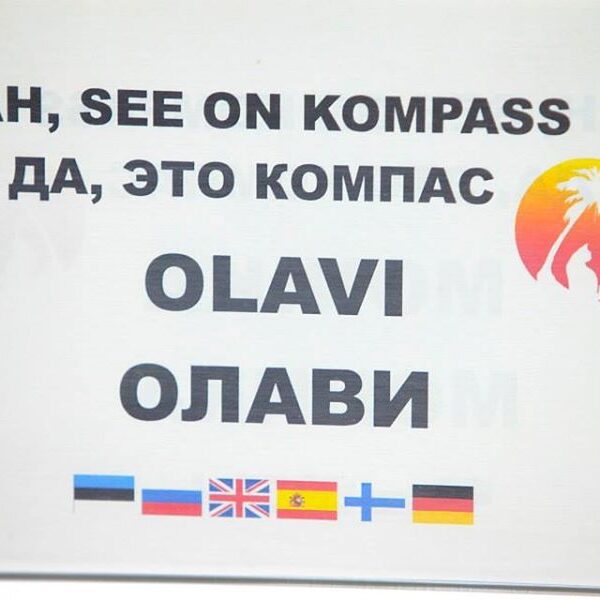 AH, SEE ON KOMPASS
ДА, ЭТО КОМПАС
OLAVI
ОЛАВИ